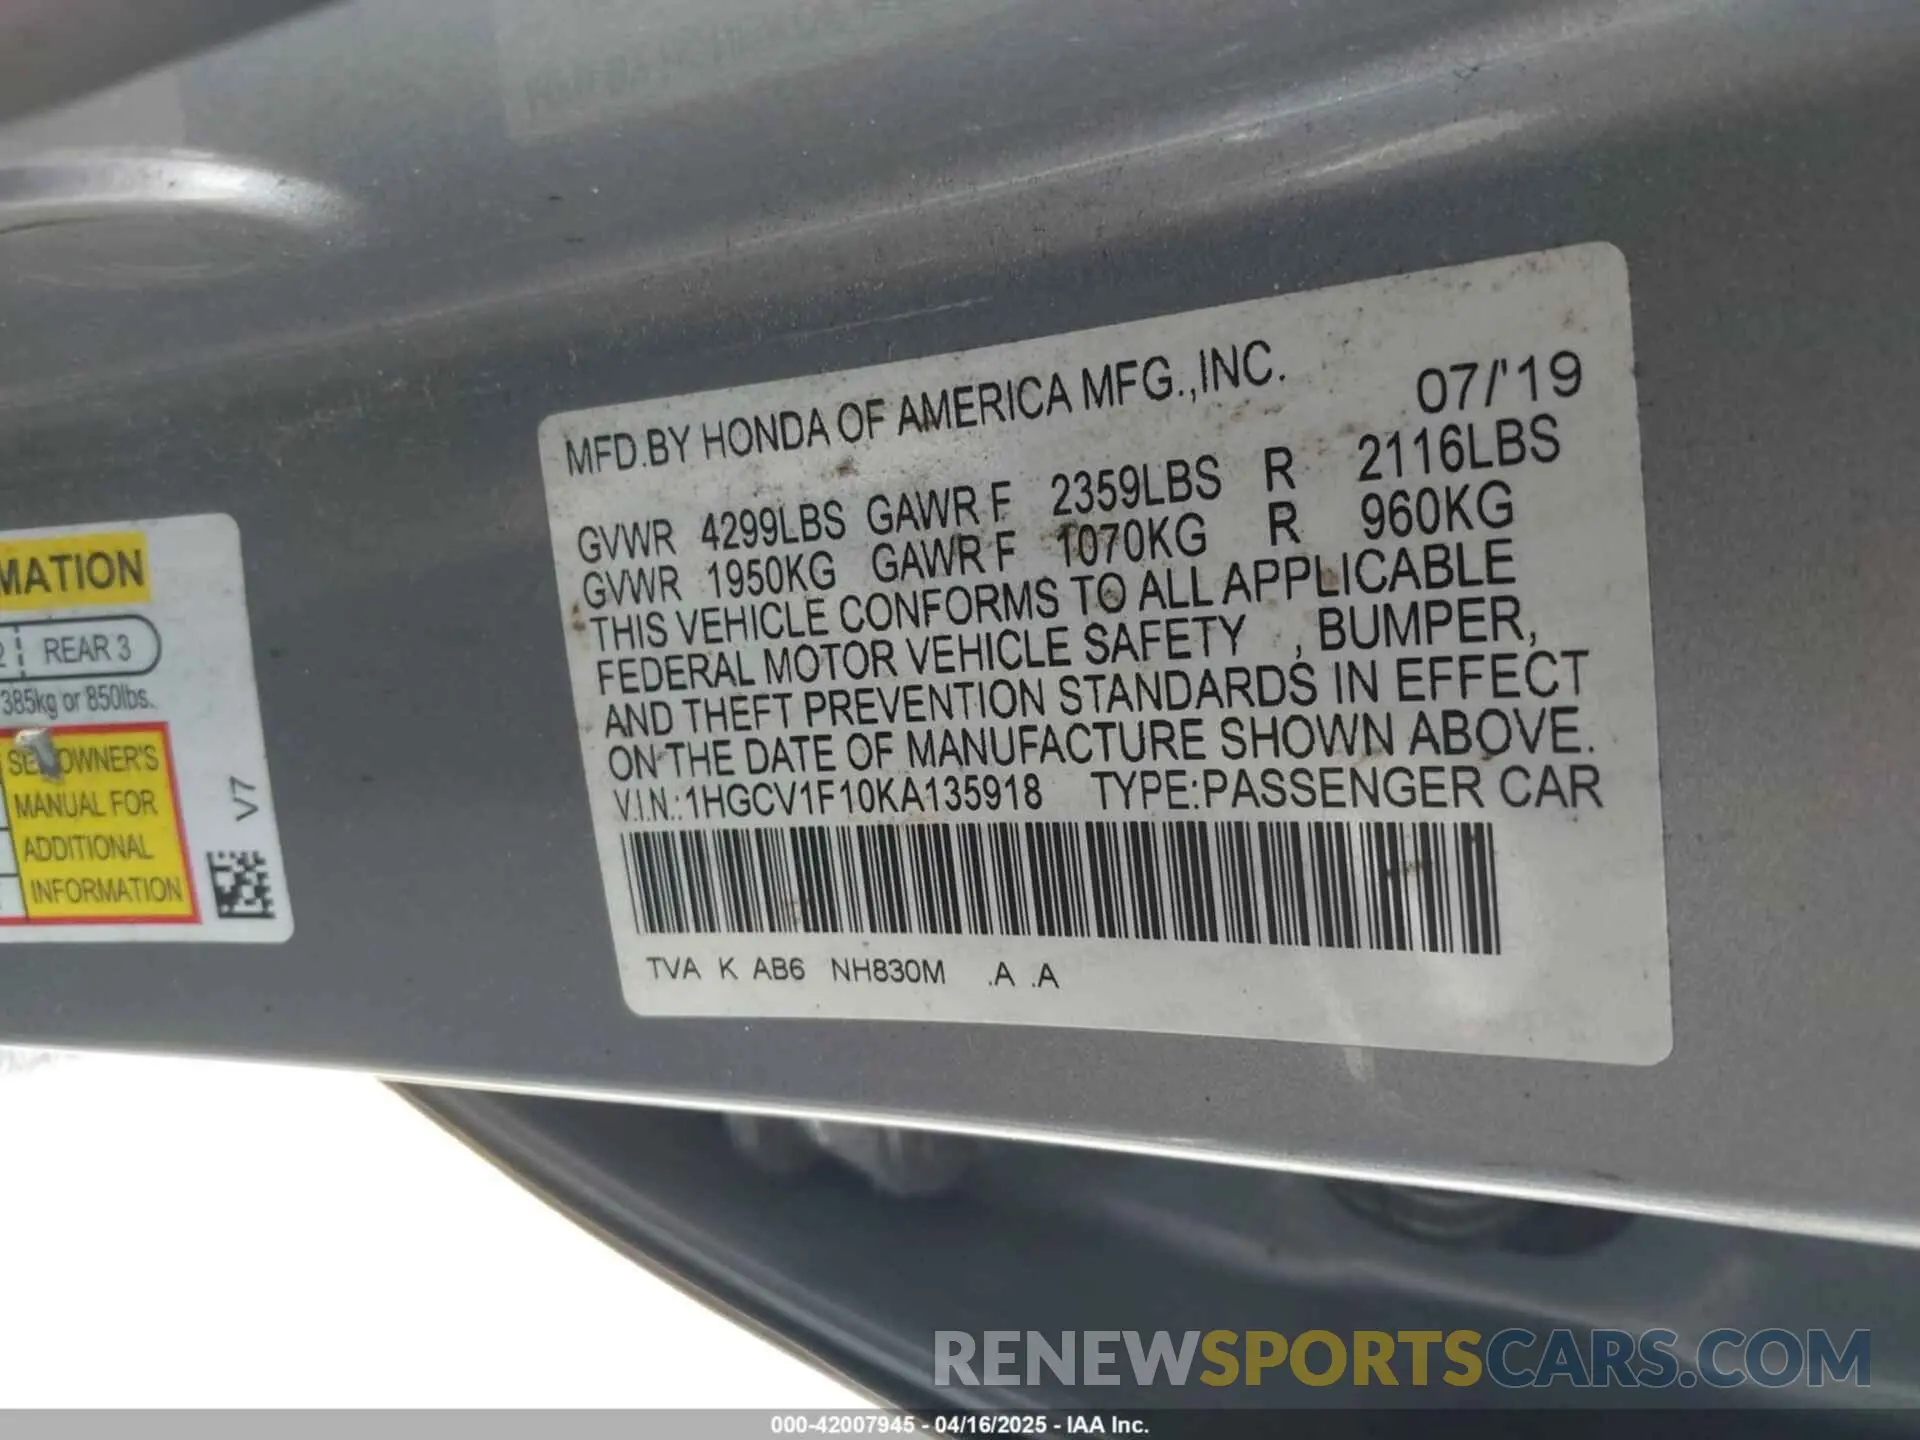 MFD.BY HONDA OF AMERICA MFG.,INC. 07/'19
GVWR 4299LBS GAWR F 2359LBS R 2116LBS
GVWR 1950KG GAWR F 1070KG R 960KG
THIS VEHICLE CONFORMS TO ALL APPLICABLE
FEDERAL MOTOR VEHICLE SAFETY , BUMPER,
AND THEFT PREVENTION STANDARDS IN EFFECT
ON THE DATE OF MANUFACTURE SHOWN ABOVE.
V.I.N.:1HGCV1F10KA135918 TYPE:PASSENGER CAR
TVA K AB6 NH830M .A .A
MATION
2 REAR 3
385kg or 850lbs.
OWNER'S
MANUAL FOR
ADDITIONAL
INFORMATION
V7
RENEWSPORTSCARS.COM
000-42007945 - 04/16/2025 - IAA Inc.